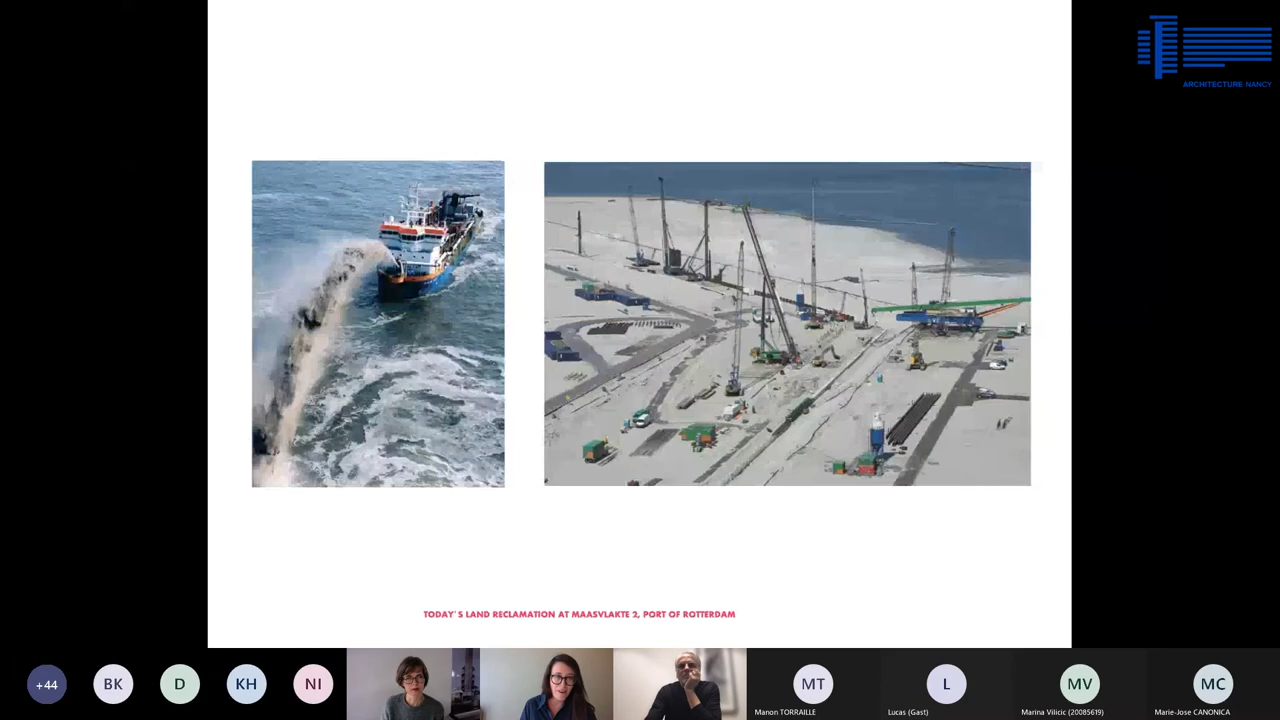 ARCHITECTURE NANCY
TODAY'S LAND RECLAMATION AT MAASVLAKTE 2, PORT OF ROTTERDAM
+44
BK
D
KH
NI
MT
L
MV
MC
Manon TORRAILLE
Lucas (Gast)
Marina Vilicic (20085619)
Marie-Jose CANONICA